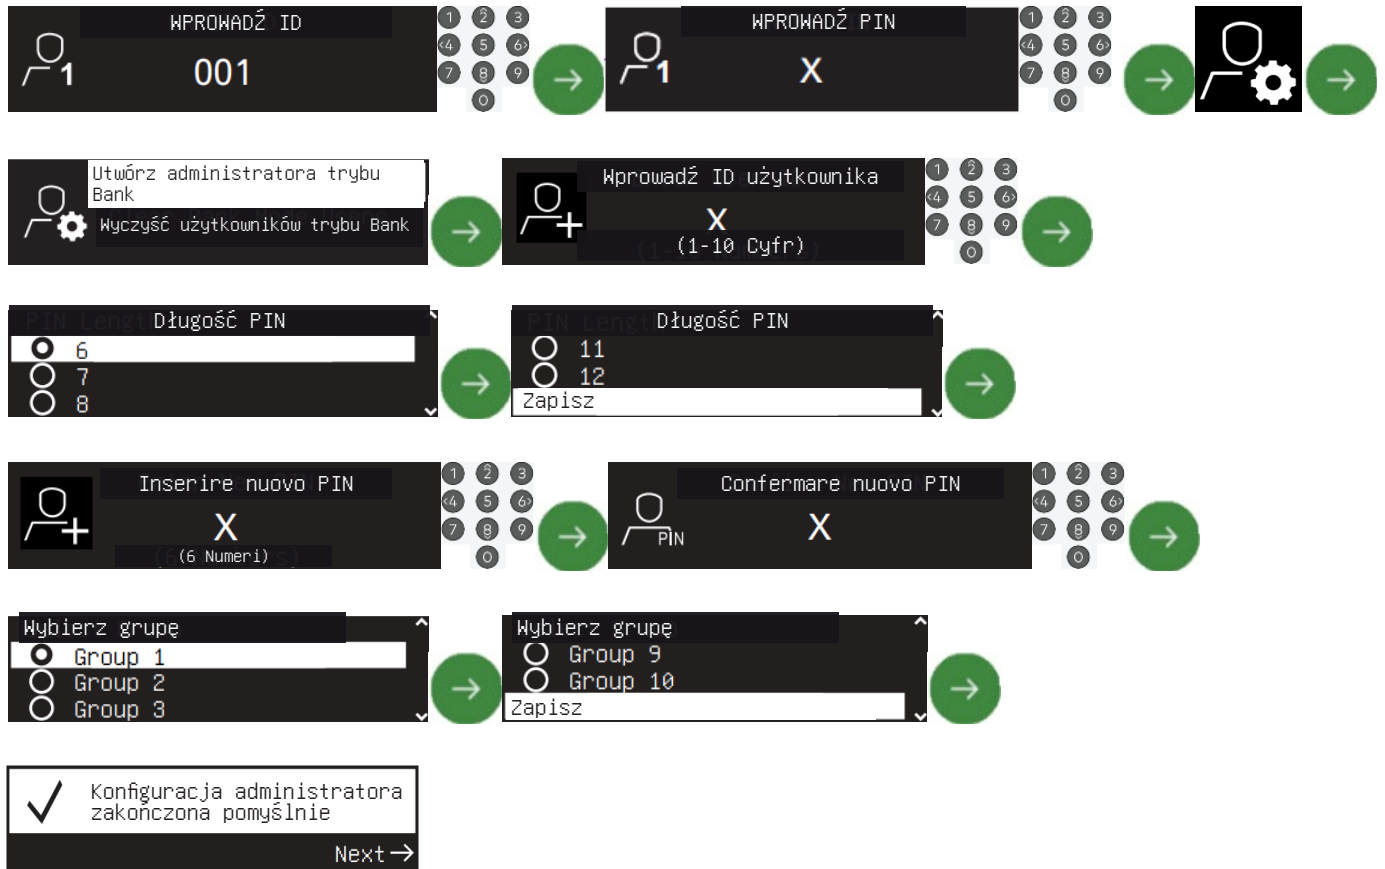 WPROWADŹ ID
001
1
1 2 3
<4 5 6>
7 8 9
0
WPROWADŹ PIN
X
1
1 2 3
<4 5 6>
7 8 9
0
Utwórz administratora trybu
Bank
Wyczyść użytkowników trybu Bank
Wprowadź ID użytkownika
X
(1-10 Cyfr)
1 2 3
<4 5 6>
7 8 9
0
Długość PIN
6
7
8
Długość PIN
11
12
Zapisz
Inserire nuovo PIN
X
(6 Numeri)
1 2 3
<4 5 6>
7 8 9
0
Confermare nuovo PIN
X
PIN
1 2 3
<4 5 6>
7 8 9
0
Wybierz grupę
Group 1
Group 2
Group 3
Wybierz grupę
Group 9
Group 10
Zapisz
Konfiguracja administratora
zakończona pomyślnie
Next→